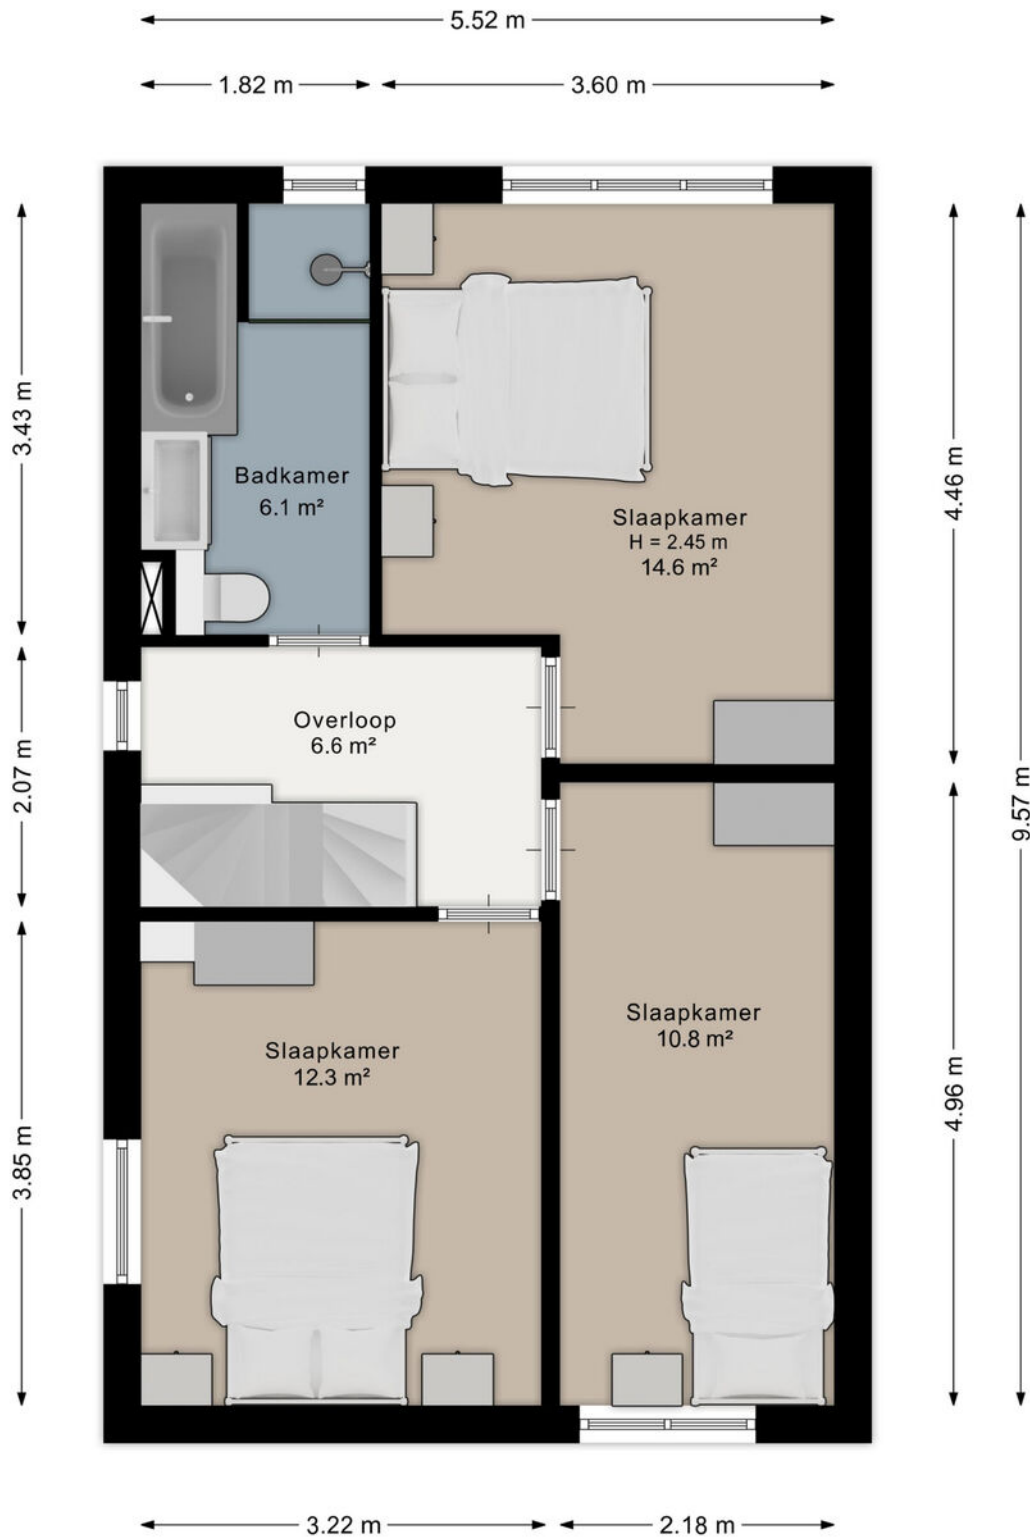 5.52 m
1.82 m
3.60 m
3.43 m
Badkamer
6.1 m²
4.46 m
Slaapkamer
H = 2.45 m
14.6 m²
Overloop
6.6 m²
2.07 m
9.57 m
Slaapkamer
10.8 m²
Slaapkamer
12.3 m²
4.96 m
3.85 m
3.22 m
2.18 m